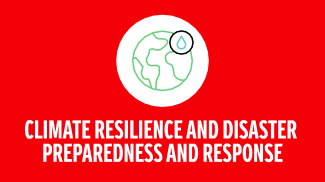 CLIMATE RESILIENCE AND DISASTER
PREPAREDNESS AND RESPONSE